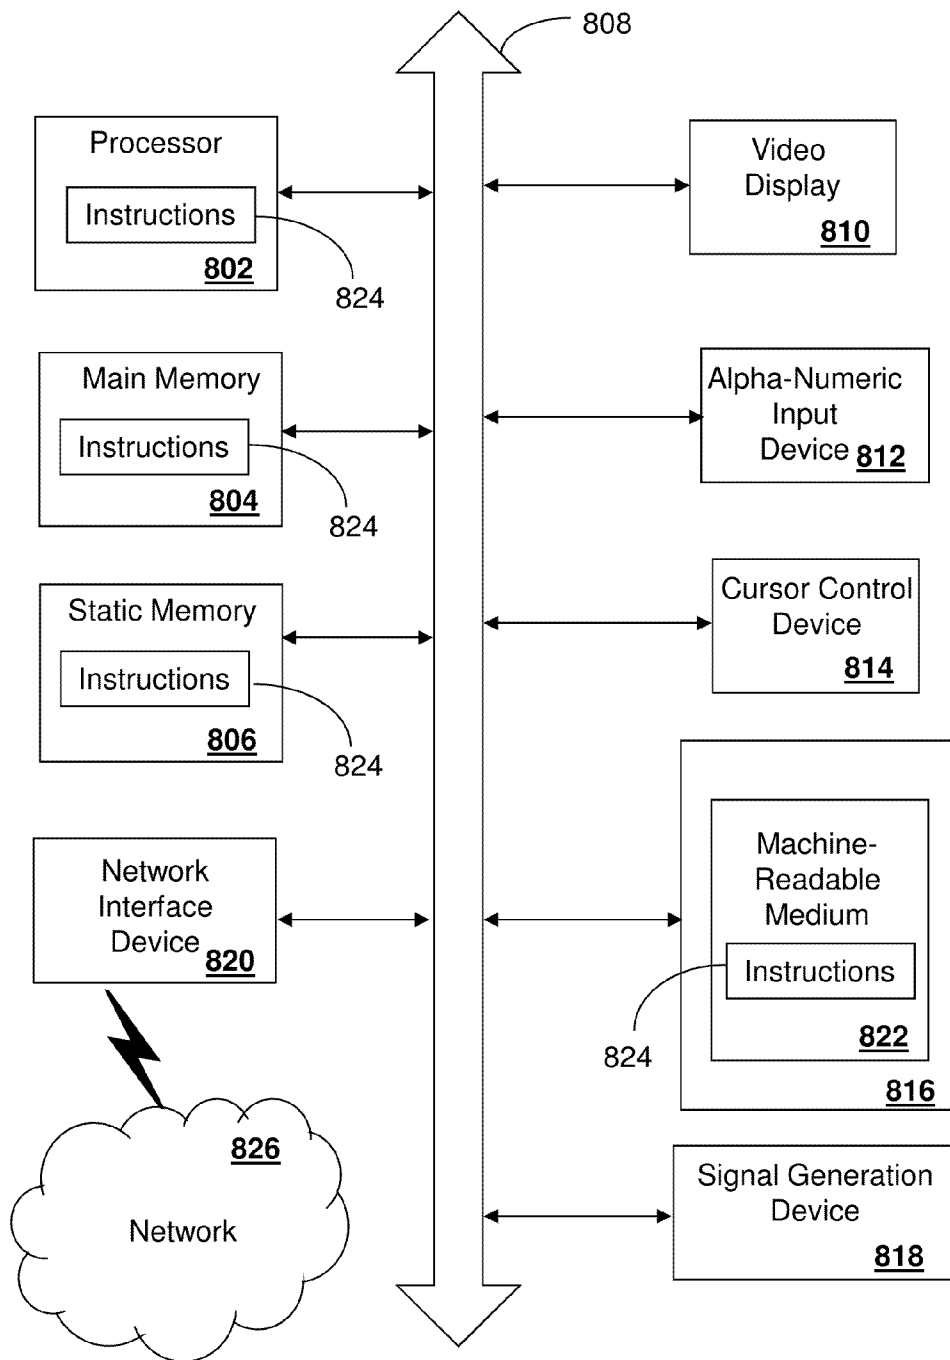 808
Processor
Instructions
802
824
Main Memory
Instructions
804
824
Static Memory
Instructions
806
824
Network
Interface
Device 820
826
Network
Video
Display
810
Alpha-Numeric
Input
Device 812
Cursor Control
Device
814
Machine-
Readable
Medium
Instructions
824
822
816
Signal Generation
Device
818